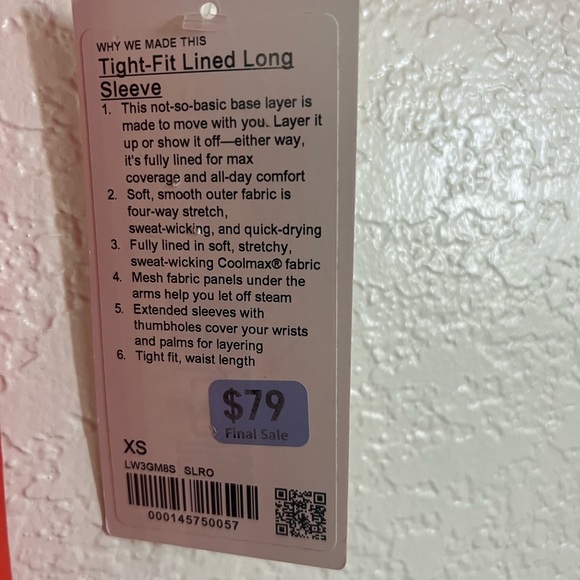 WHY WE MADE THIS
Tight-Fit Lined Long
Sleeve
1. This not-so-basic base layer is
made to move with you. Layer it
up or show it off—either way,
it's fully lined for max
coverage and all-day comfort
2. Soft, smooth outer fabric is
four-way stretch,
sweat-wicking, and quick-drying
3. Fully lined in soft, stretchy,
sweat-wicking Coolmax® fabric
4. Mesh fabric panels under the
arms help you let off steam
5. Extended sleeves with
thumbholes cover your wrists
and palms for layering
6. Tight fit, waist length
$79
Final Sale
XS
LW3GM8S SLRO
000145750057